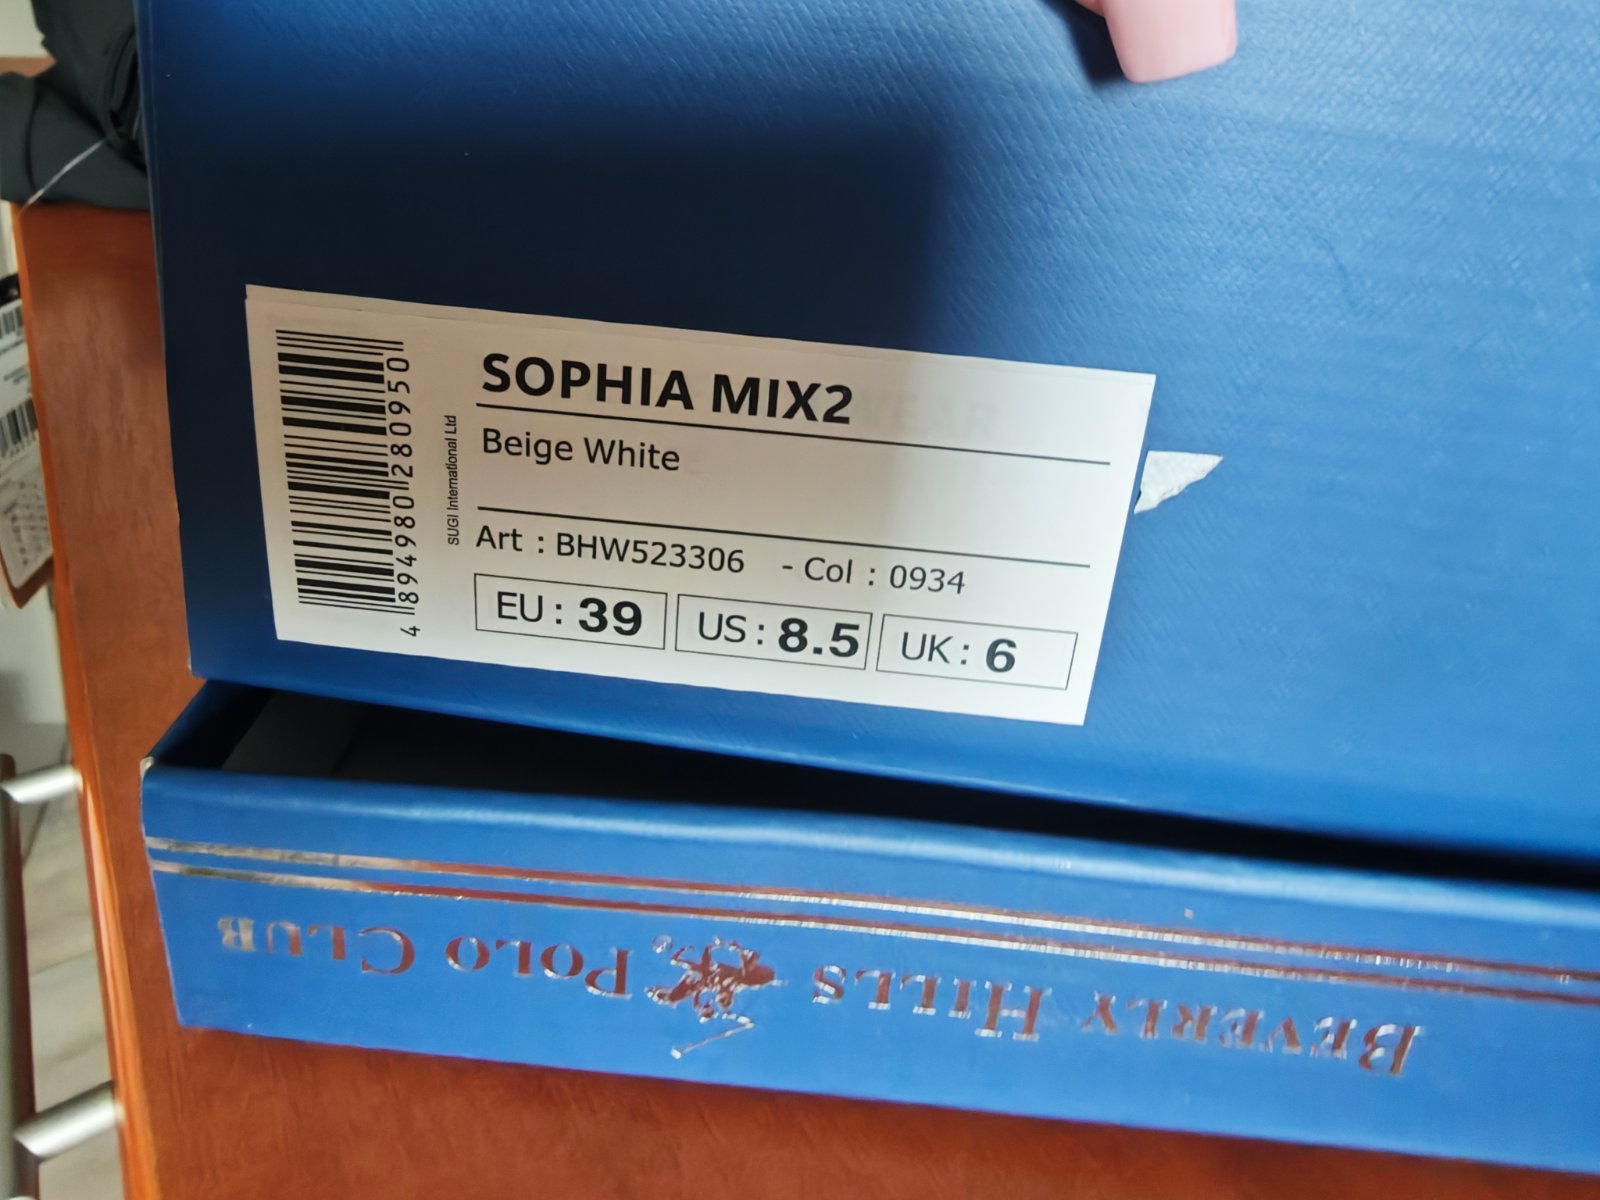 SOPHIA MIX2
Beige White
Art : BHW523306 - Col : 0934
EU : 39 US : 8.5 UK : 6
SUGI International Ltd
4 894980 280950
BEVERLY HILLS POLO CLUB